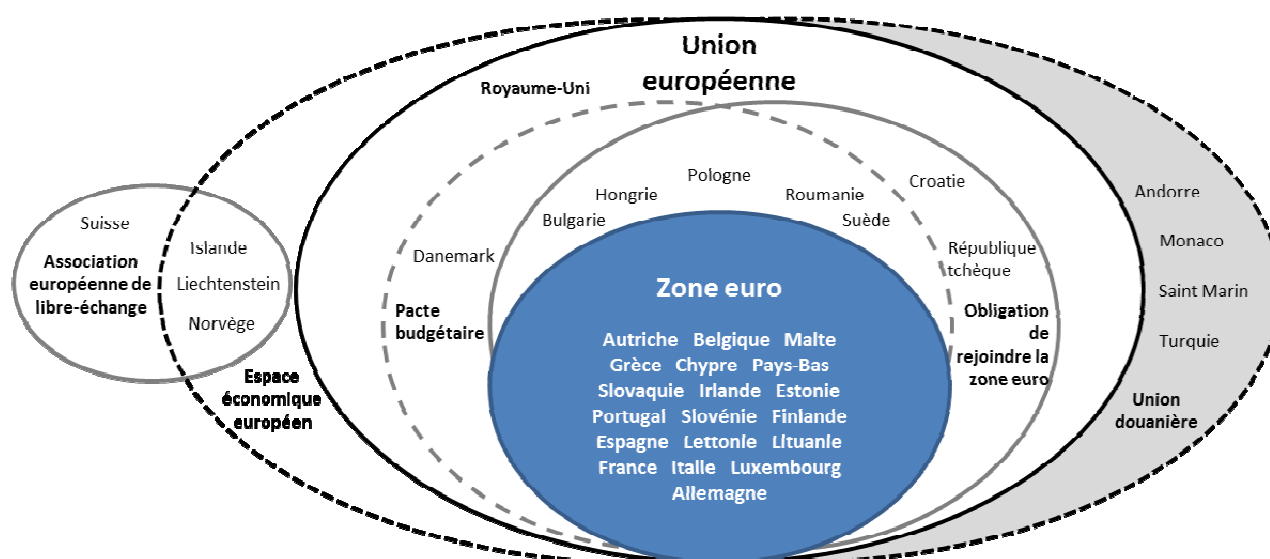 Union
européenne
Royaume-Uni
Pologne
Croatie
Hongrie
Roumanie
Bulgarie
Suède
Danemark
République
tchèque
Andorre
Monaco
Saint Marin
Turquie
Union
douanière
Suisse
Association
européenne de
libre-échange
Islande
Liechtenstein
Norvège
Espace
économique
européen
Pacte
budgétaire
Obligation
de
rejoindre la
zone euro
Zone euro
Autriche Belgique Malte
Grèce Chypre Pays-Bas
Slovaquie Irlande Estonie
Portugal Slovénie Finlande
Espagne Lettonie Lituanie
France Italie Luxembourg
Allemagne